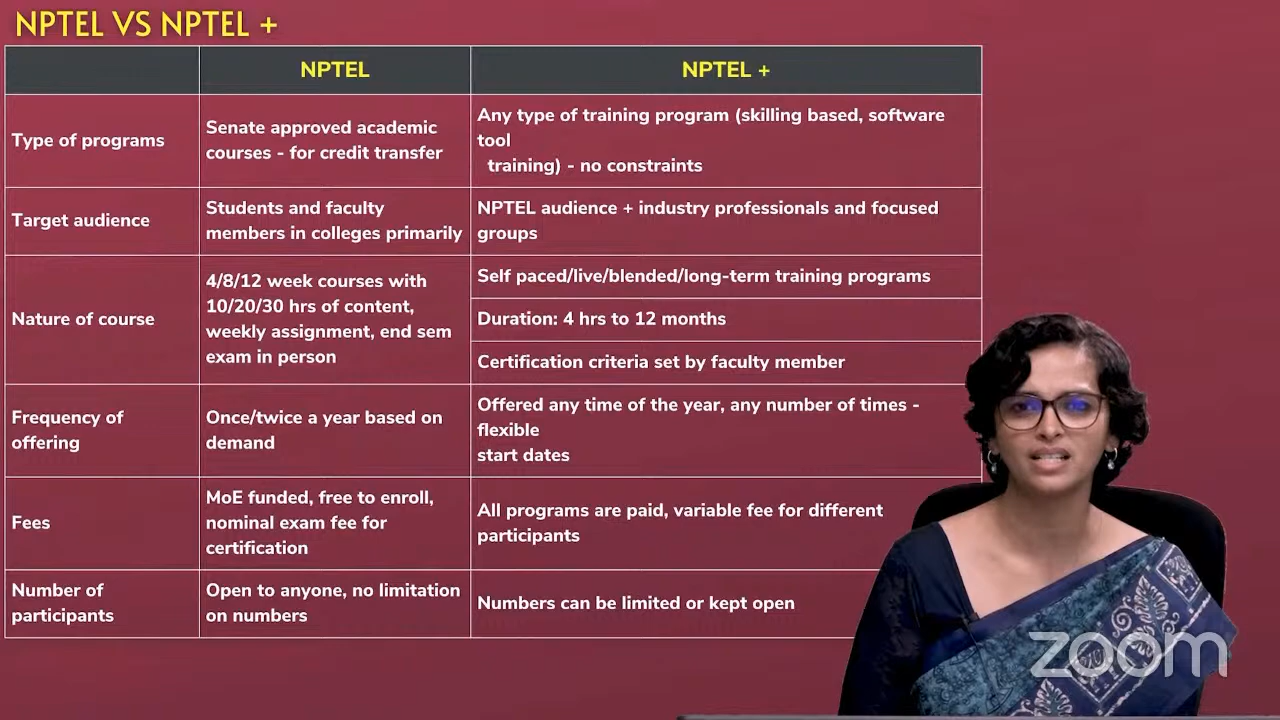 NPTEL VS NPTEL +
NPTEL
NPTEL +
Type of programs
Senate approved academic
courses - for credit transfer
Any type of training program (skilling based, software
tool
training) - no constraints
Target audience
Students and faculty
members in colleges primarily
NPTEL audience + industry professionals and focused
groups
Nature of course
4/8/12 week courses with
10/20/30 hrs of content,
weekly assignment, end sem
exam in person
Self paced/live/blended/long-term training programs
Duration: 4 hrs to 12 months
Certification criteria set by faculty member
Frequency of
offering
Once/twice a year based on
demand
Offered any time of the year, any number of times -
flexible
start dates
Fees
MoE funded, free to enroll,
nominal exam fee for
certification
All programs are paid, variable fee for different
participants
Number of
participants
Open to anyone, no limitation
on numbers
Numbers can be limited or kept open
zoom